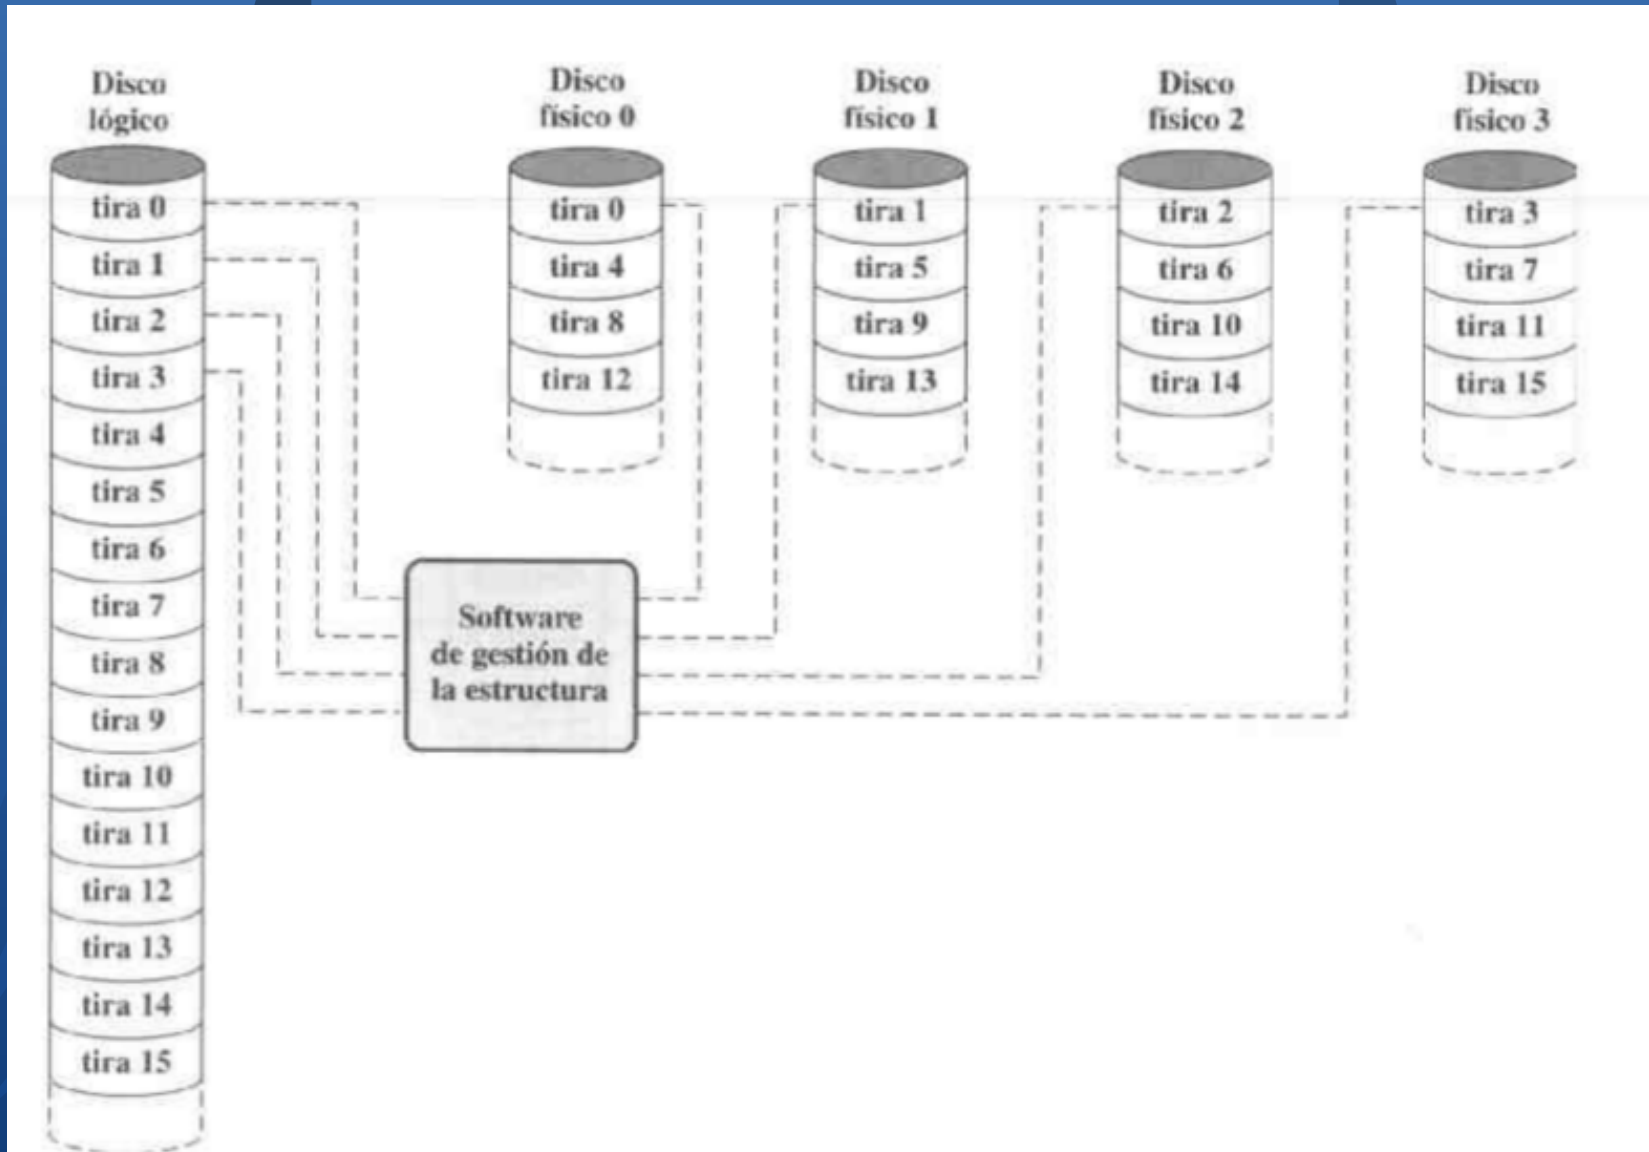 Disco
lógico
tira 0
tira 1
tira 2
tira 3
tira 4
tira 5
tira 6
tira 7
tira 8
tira 9
tira 10
tira 11
tira 12
tira 13
tira 14
tira 15
Disco
físico 0
tira 0
tira 4
tira 8
tira 12
Disco
físico 1
tira 1
tira 5
tira 9
tira 13
Disco
físico 2
tira 2
tira 6
tira 10
tira 14
Disco
físico 3
tira 3
tira 7
tira 11
tira 15
Software
de gestión de
la estructura